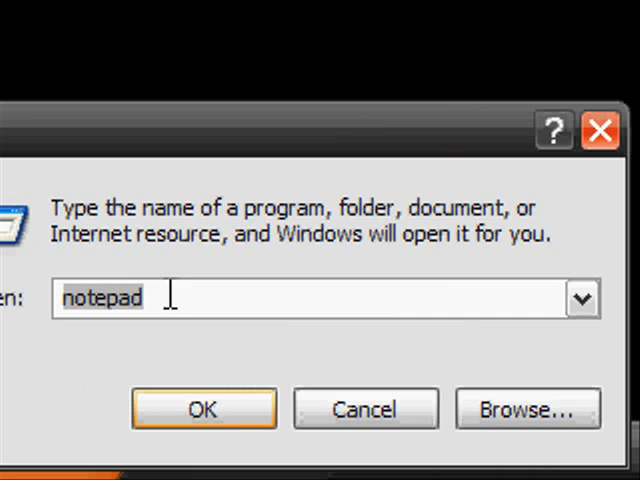 ?
Type the name of a program, folder, document, or
Internet resource, and Windows will open it for you.
en: notepad
OK Cancel Browse...